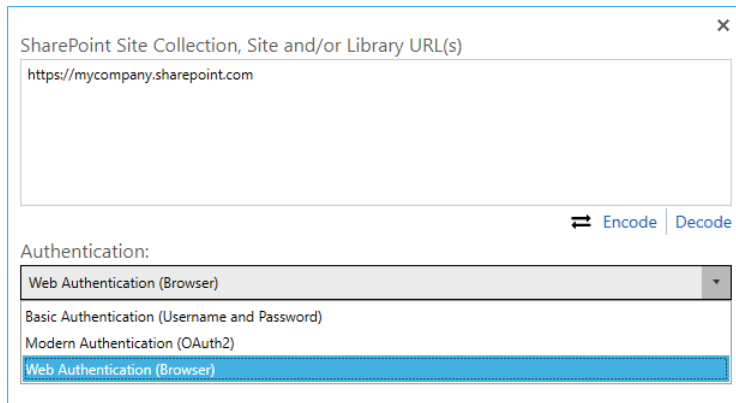 SharePoint Site Collection, Site and/or Library URL(s)
https://mycompany.sharepoint.com
Encode Decode
Authentication:
Web Authentication (Browser)
Basic Authentication (Username and Password)
Modern Authentication (OAuth2)
Web Authentication (Browser)